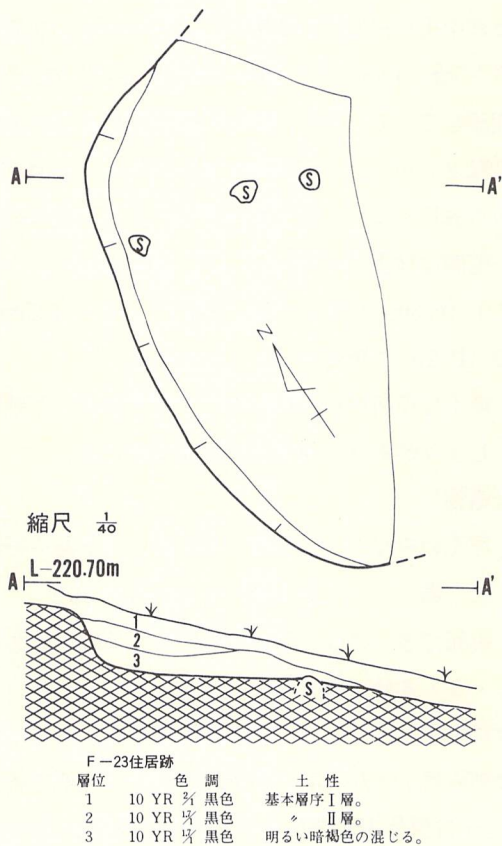 A A'
S S
S
N
縮尺 1/40
L-220.70m
A A'
1
2
3
S
F-23住居跡
層位 色調 土性
1 10 YR 2/1 黒色 基本層序I層。
2 10 YR 1.7/1 黒色 〃 II層。
3 10 YR 1.7/1 黒色 明るい暗褐色の混じる。